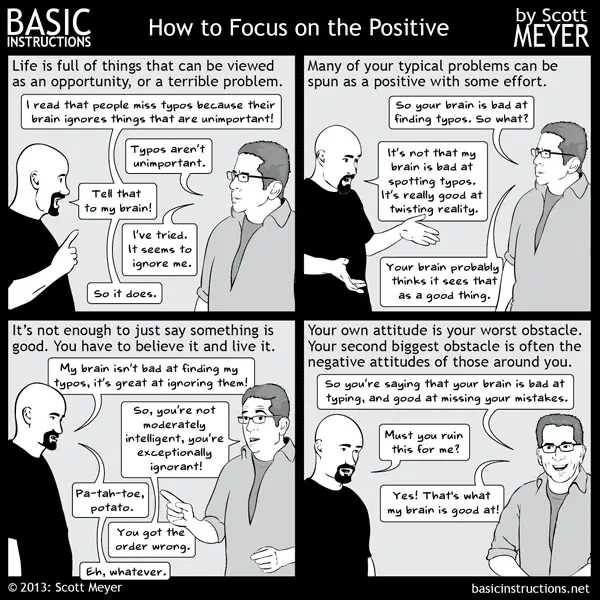 BASIC
INSTRUCTIONS
How to Focus on the Positive
by Scott
MEYER
Life is full of things that can be viewed
as an opportunity, or a terrible problem.
I read that people miss typos because their
brain ignores things that are unimportant!
Typos aren't
unimportant.
Tell that
to my brain!
I've tried.
It seems to
ignore me.
So it does.
Many of your typical problems can be
spun as a positive with some effort.
So your brain is bad at
finding typos. So what?
It's not that my
brain is bad at
spotting typos.
It's really good at
twisting reality.
Your brain probably
thinks it sees that
as a good thing.
It's not enough to just say something is
good. You have to believe it and live it.
My brain isn't bad at finding my
typos, it's great at ignoring them!
So, you're not
moderately
intelligent, you're
exceptionally
ignorant!
Pa-tah-toe,
potato.
You got the
order wrong.
Eh, whatever.
Your own attitude is your worst obstacle.
Your second biggest obstacle is often the
negative attitudes of those around you.
So you're saying that your brain is bad at
typing, and good at missing your mistakes.
Must you ruin
this for me?
Yes! That's what
my brain is good at!
© 2013: Scott Meyer
basicinstructions.net